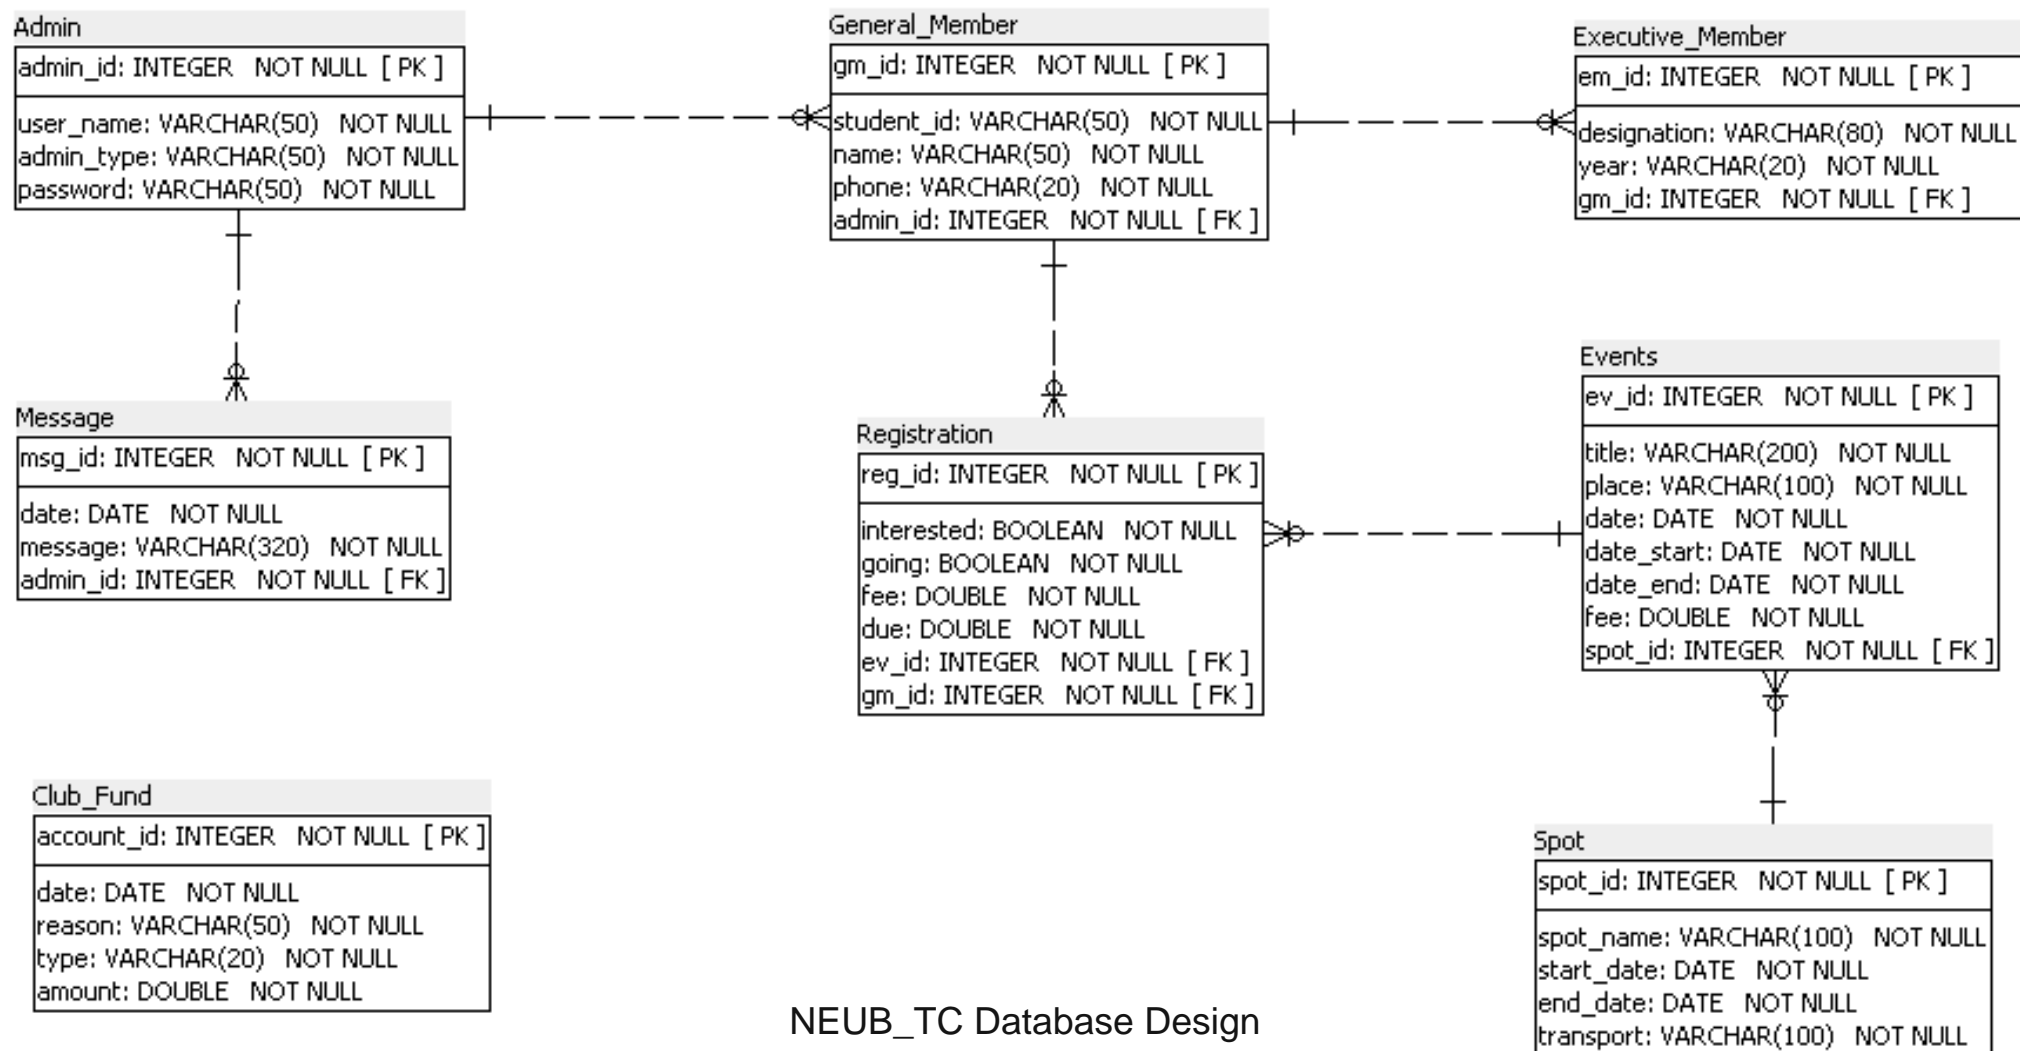 Admin
admin_id: INTEGER NOT NULL [ PK ]
user_name: VARCHAR(50) NOT NULL
admin_type: VARCHAR(50) NOT NULL
password: VARCHAR(50) NOT NULL
General_Member
gm_id: INTEGER NOT NULL [ PK ]
student_id: VARCHAR(50) NOT NULL
name: VARCHAR(50) NOT NULL
phone: VARCHAR(20) NOT NULL
admin_id: INTEGER NOT NULL [ FK ]
Executive_Member
em_id: INTEGER NOT NULL [ PK ]
designation: VARCHAR(80) NOT NULL
year: VARCHAR(20) NOT NULL
gm_id: INTEGER NOT NULL [ FK ]
Message
msg_id: INTEGER NOT NULL [ PK ]
date: DATE NOT NULL
message: VARCHAR(320) NOT NULL
admin_id: INTEGER NOT NULL [ FK ]
Registration
reg_id: INTEGER NOT NULL [ PK ]
interested: BOOLEAN NOT NULL
going: BOOLEAN NOT NULL
fee: DOUBLE NOT NULL
due: DOUBLE NOT NULL
ev_id: INTEGER NOT NULL [ FK ]
gm_id: INTEGER NOT NULL [ FK ]
Events
ev_id: INTEGER NOT NULL [ PK ]
title: VARCHAR(200) NOT NULL
place: VARCHAR(100) NOT NULL
date: DATE NOT NULL
date_start: DATE NOT NULL
date_end: DATE NOT NULL
fee: DOUBLE NOT NULL
spot_id: INTEGER NOT NULL [ FK ]
Club_Fund
account_id: INTEGER NOT NULL [ PK ]
date: DATE NOT NULL
reason: VARCHAR(50) NOT NULL
type: VARCHAR(20) NOT NULL
amount: DOUBLE NOT NULL
Spot
spot_id: INTEGER NOT NULL [ PK ]
spot_name: VARCHAR(100) NOT NULL
start_date: DATE NOT NULL
end_date: DATE NOT NULL
transport: VARCHAR(100) NOT NULL
NEUB_TC Database Design